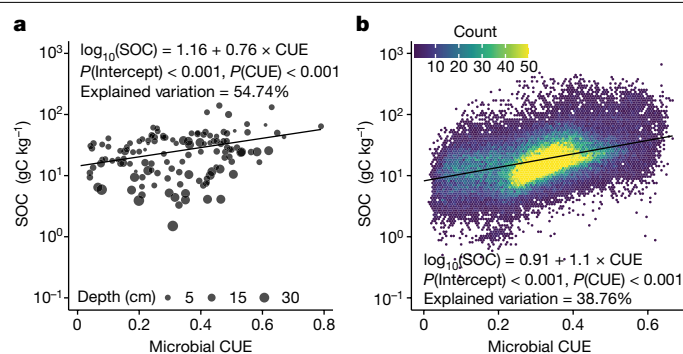 a
log₁₀(SOC) = 1.16 + 0.76 × CUE
P(Intercept) < 0.001, P(CUE) < 0.001
Explained variation = 54.74%
10³
10²
10¹
10⁰
10⁻¹
SOC (gC kg⁻¹)
Depth (cm) 5 15 30
0 0.2 0.4 0.6 0.8
Microbial CUE
b
Count
10 20 30 40 50
10³
10²
10¹
10⁰
10⁻¹
SOC (gC kg⁻¹)
log₁₀(SOC) = 0.91 + 1.1 × CUE
P(Intercept) < 0.001, P(CUE) < 0.001
Explained variation = 38.76%
0 0.2 0.4 0.6
Microbial CUE